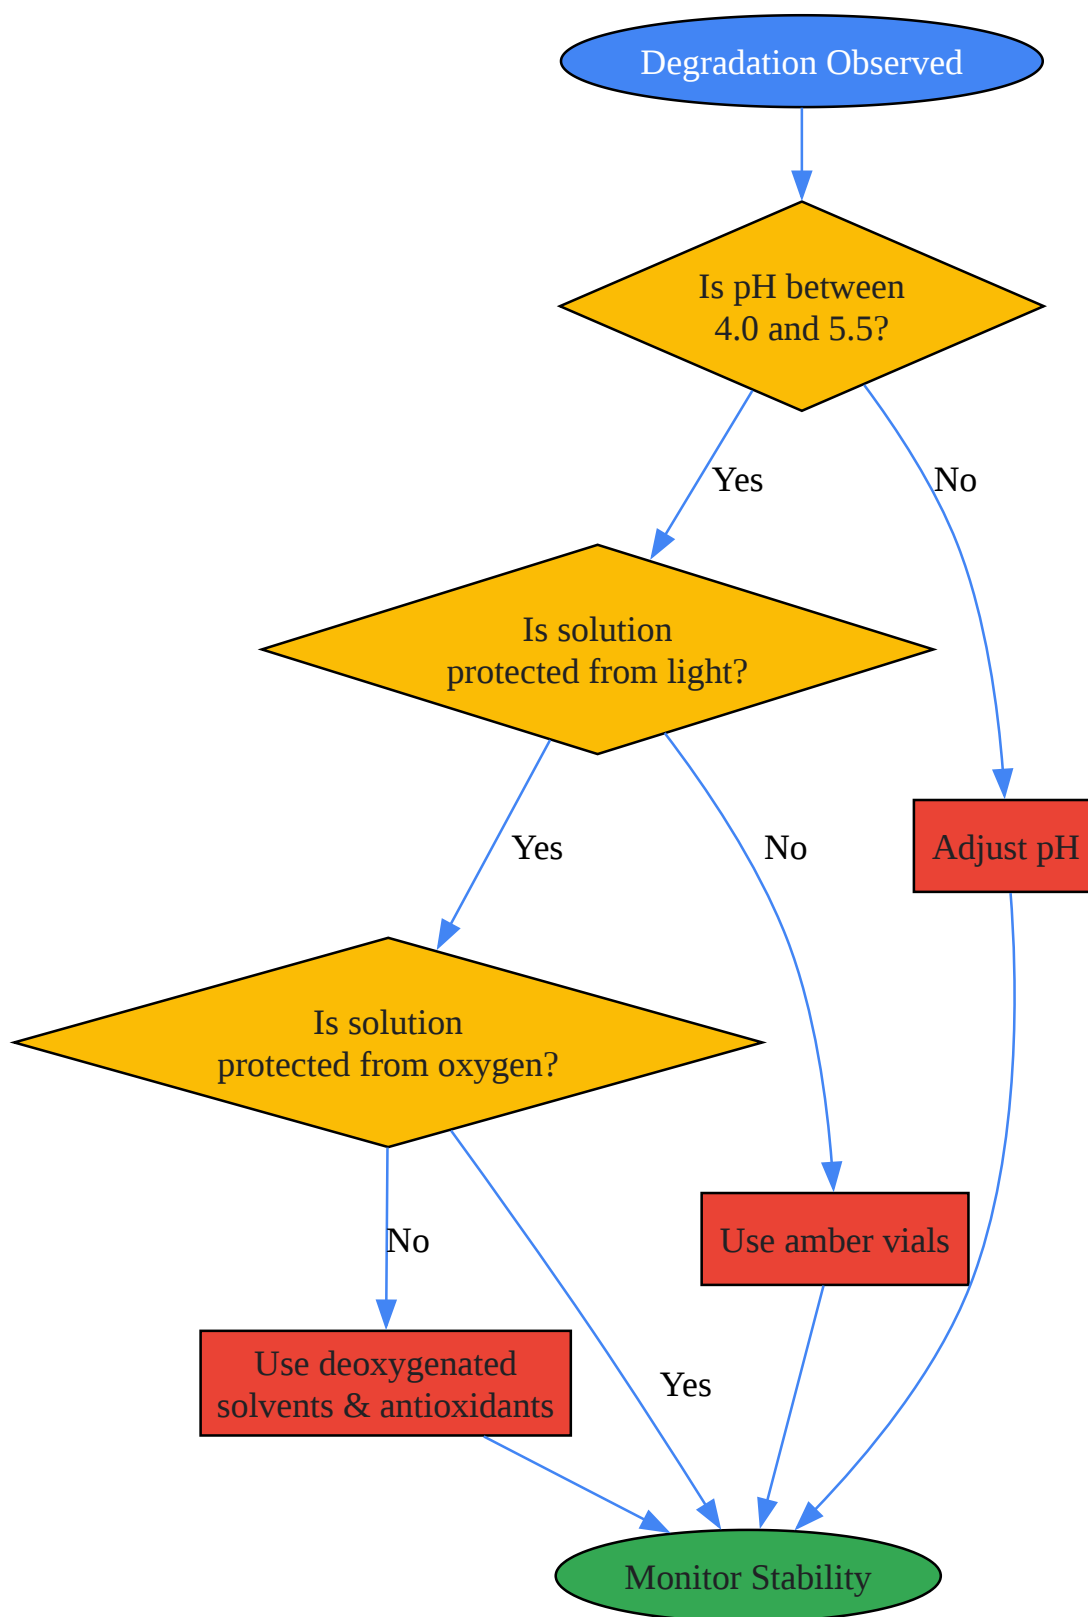 Degradation Observed
Is pH between
4.0 and 5.5?
Yes
No
Is solution
protected from light?
Yes
No
Adjust pH
Is solution
protected from oxygen?
No
Use amber vials
Use deoxygenated
solvents & antioxidants
Yes
Monitor Stability